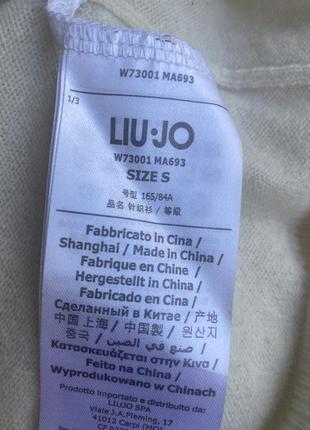 W73001 MA693
1/3
LIU·JO
W73001 MA693
SIZE S
号型 165/84A
品名 针织衫 / 等級
Fabbricato in Cina /
Shanghai / Made in China /
Fabrique en Chine /
Hergestellt in China /
Fabricado en Cina /
Сделанный в Китае / 产地
中国 上海 / 中国製 / 원산지
중국 / صنع في الصين /
Κατασκευάζεται στην Κινα /
Feito na China /
Wyprodukowano w Chinach
Prodotto importato e distribuito da:
LIUJO SPA
Viale J.A.Fleming, 17
41012 Carpi (MO